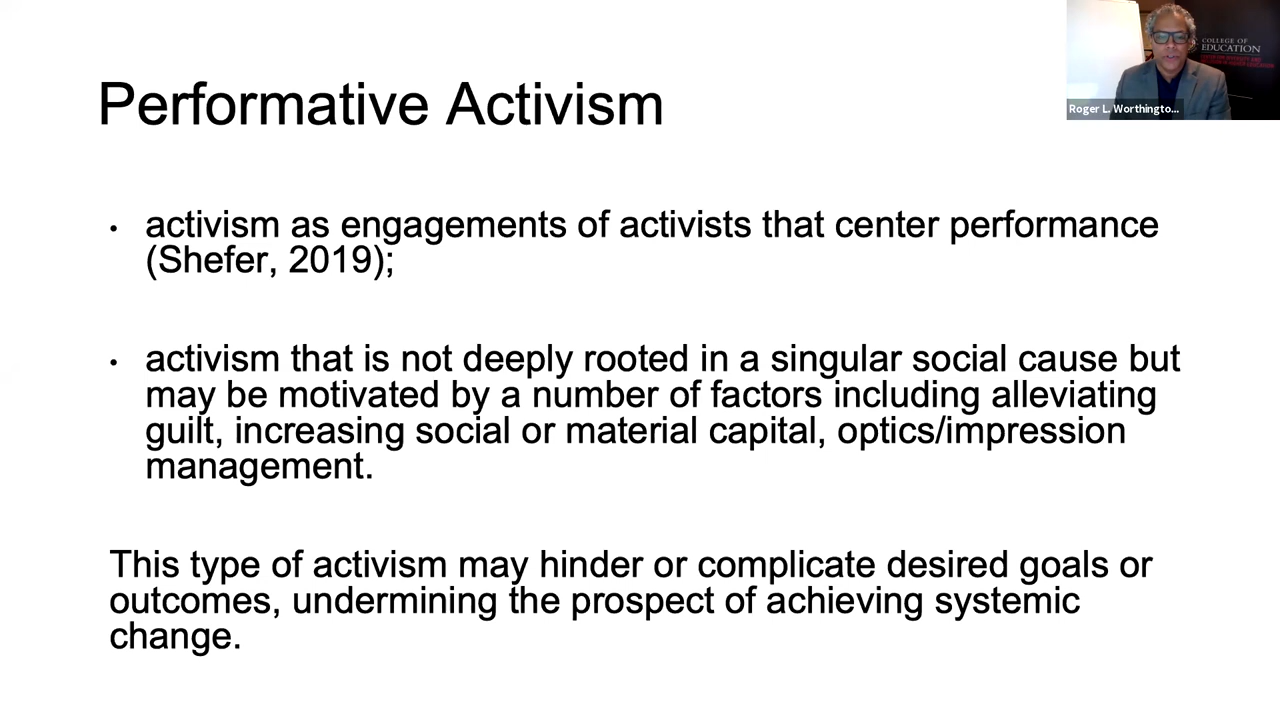 Performative Activism
COLLEGE OF
EDUCATION
Roger L. Worthingto...
• activism as engagements of activists that center performance
(Shefer, 2019);
• activism that is not deeply rooted in a singular social cause but
may be motivated by a number of factors including alleviating
guilt, increasing social or material capital, optics/impression
management.
This type of activism may hinder or complicate desired goals or
outcomes, undermining the prospect of achieving systemic
change.